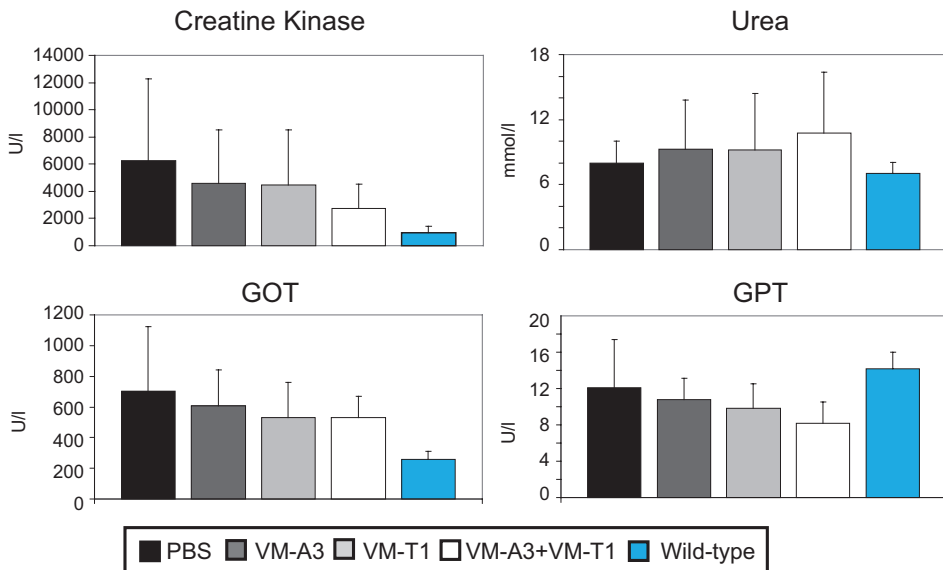 Creatine Kinase
14000
12000
10000
8000
6000
4000
2000
0
U/l
Urea
18
12
6
0
mmol/l
GOT
1200
1000
800
600
400
200
0
U/l
GPT
20
16
12
8
4
0
U/l
PBS VM-A3 VM-T1 VM-A3+VM-T1 Wild-type